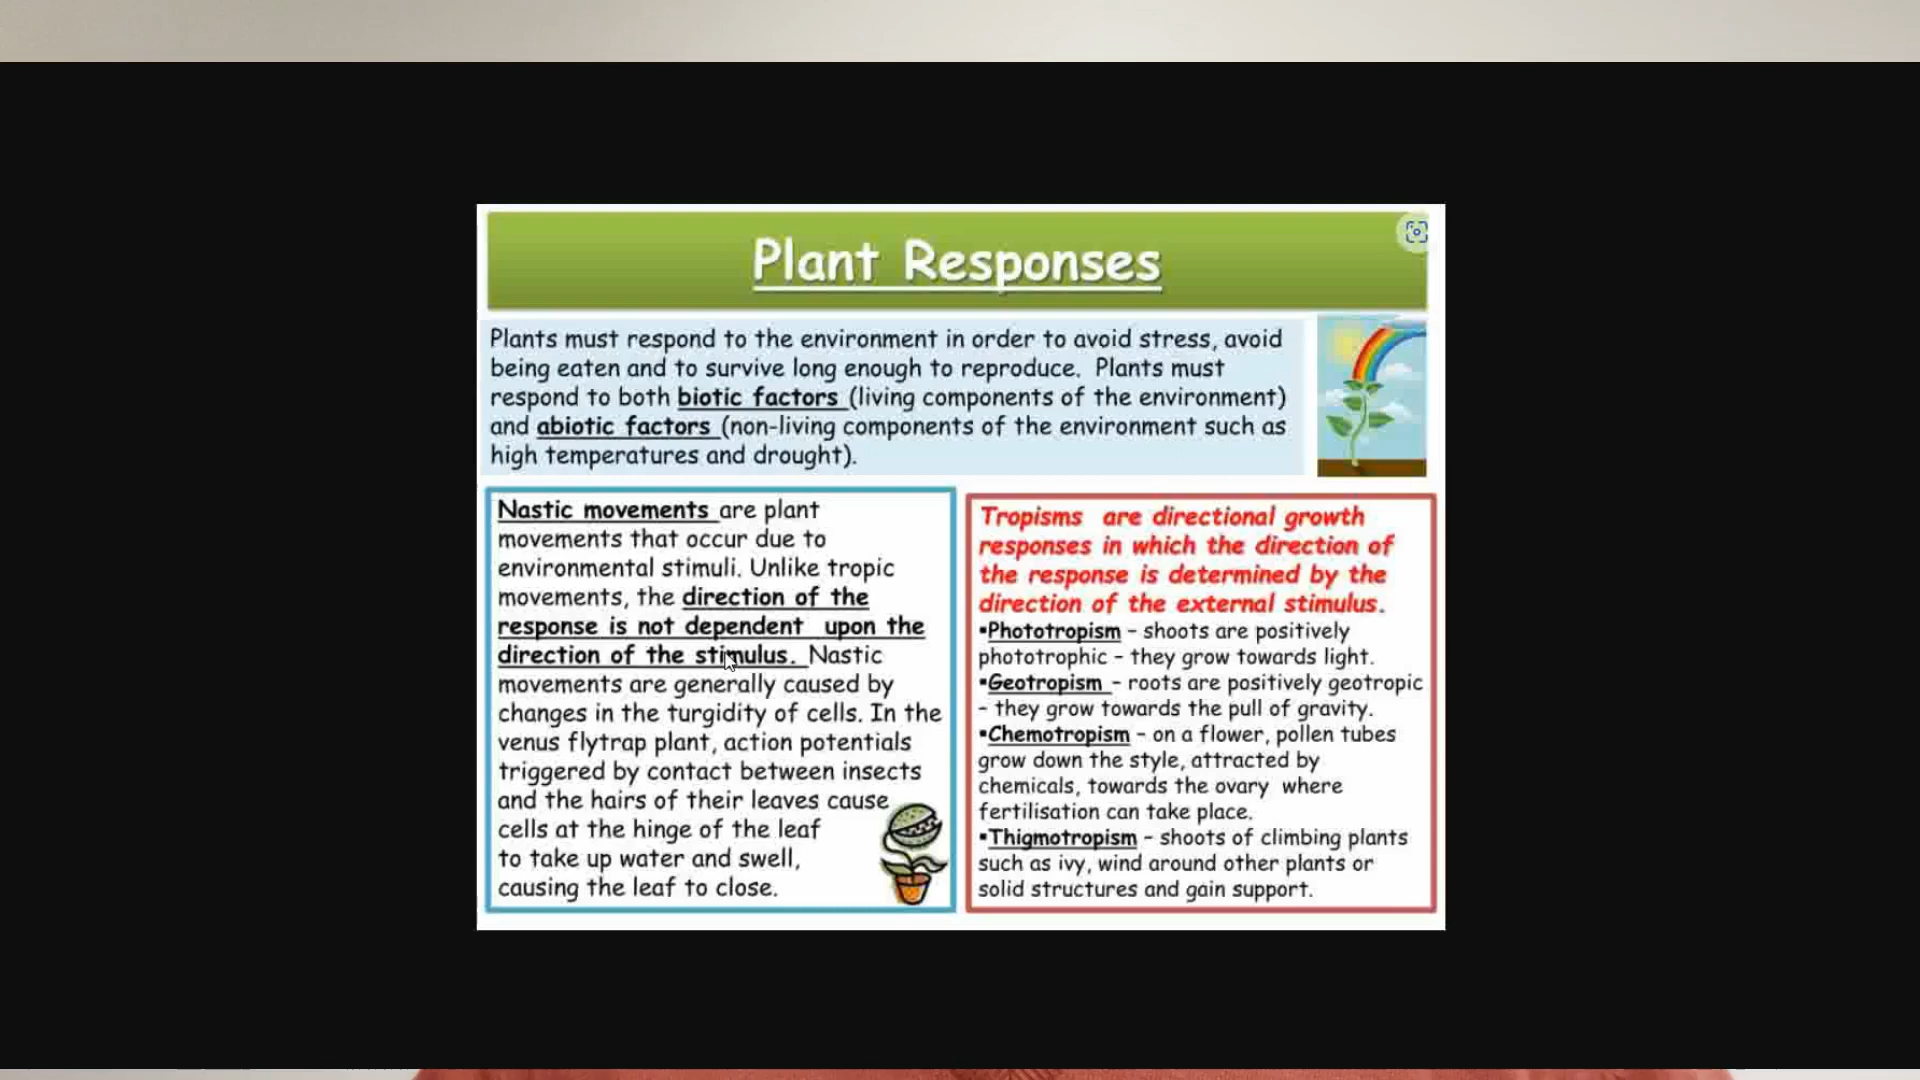 Plant Responses
Plants must respond to the environment in order to avoid stress, avoid
being eaten and to survive long enough to reproduce. Plants must
respond to both biotic factors (living components of the environment)
and abiotic factors (non-living components of the environment such as
high temperatures and drought).
Nastic movements are plant
movements that occur due to
environmental stimuli. Unlike tropic
movements, the direction of the
response is not dependent upon the
direction of the stimulus. Nastic
movements are generally caused by
changes in the turgidity of cells. In the
venus flytrap plant, action potentials
triggered by contact between insects
and the hairs of their leaves cause
cells at the hinge of the leaf
to take up water and swell,
causing the leaf to close.
Tropisms are directional growth
responses in which the direction of
the response is determined by the
direction of the external stimulus.
▪Phototropism – shoots are positively
phototrophic – they grow towards light.
▪Geotropism – roots are positively geotropic
– they grow towards the pull of gravity.
▪Chemotropism – on a flower, pollen tubes
grow down the style, attracted by
chemicals, towards the ovary where
fertilisation can take place.
▪Thigmotropism – shoots of climbing plants
such as ivy, wind around other plants or
solid structures and gain support.